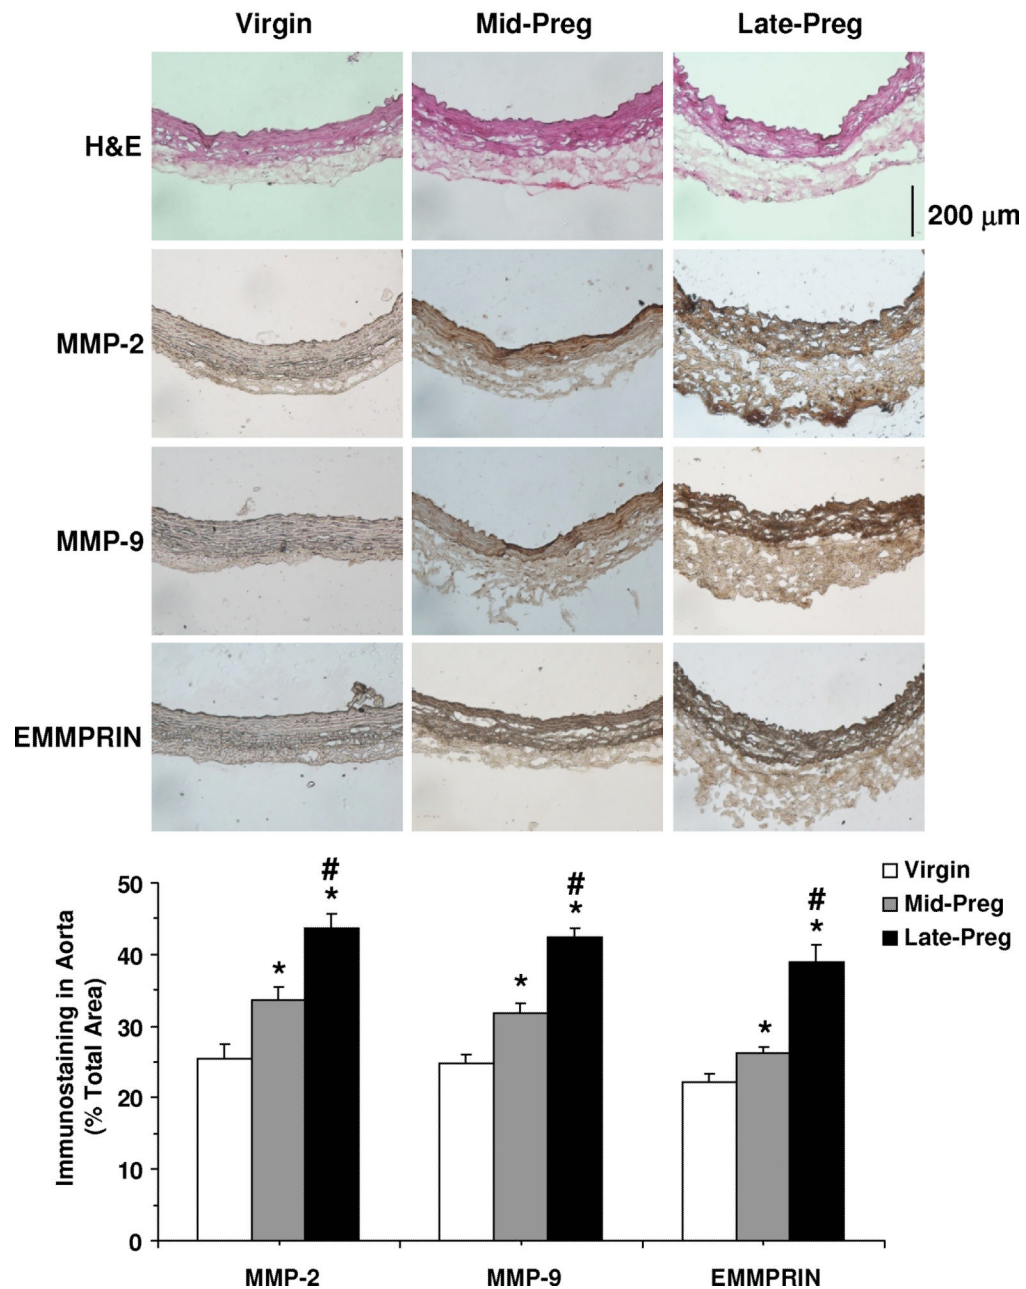 Virgin Mid-Preg Late-Preg
H&E
200 μm
MMP-2
MMP-9
EMMPRIN
Immunostaining in Aorta
(% Total Area)
50
40
30
20
10
0
*
#
*
*
#
*
*
#
*
Virgin
Mid-Preg
Late-Preg
MMP-2 MMP-9 EMMPRIN